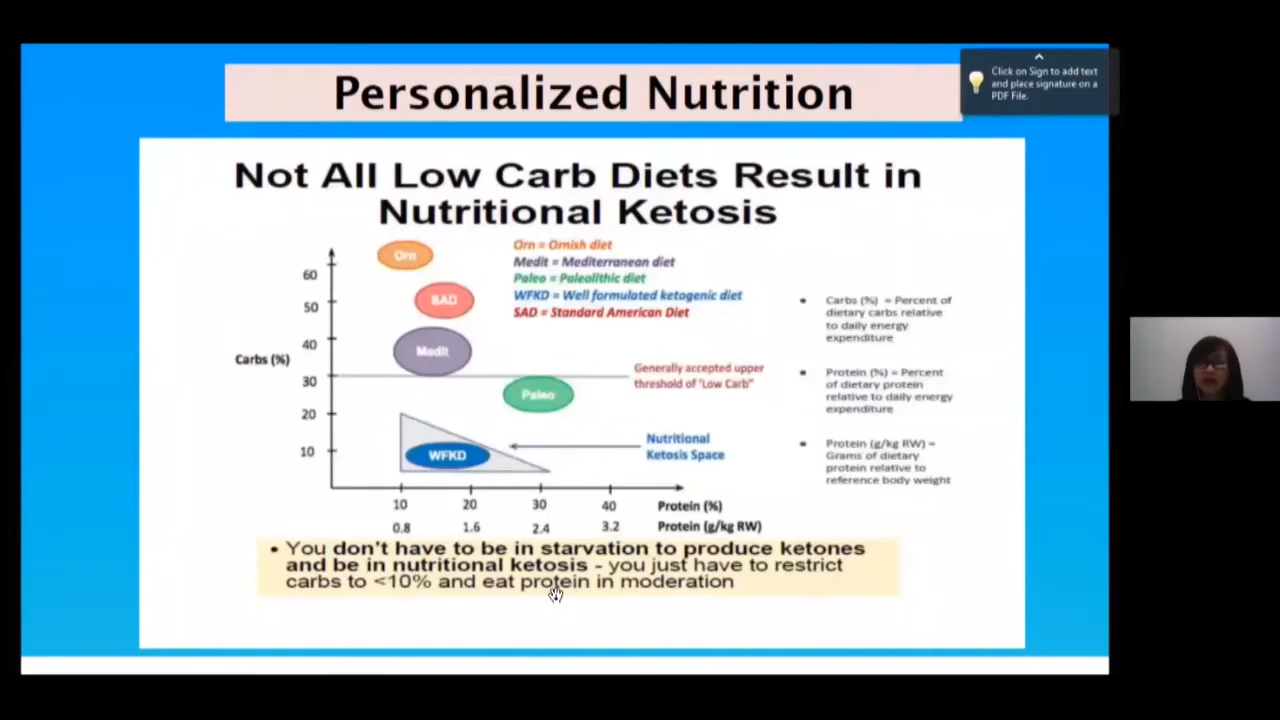 Personalized Nutrition
Click on Sign to add text
and place signature on a
PDF File.
Not All Low Carb Diets Result in
Nutritional Ketosis
Orn = Ornish diet
Medit = Mediterranean diet
Paleo = Paleolithic diet
WFKD = Well formulated ketogenic diet
SAD = Standard American Diet
Orn
SAD
Medit
Paleo
WFKD
Carbs (%)
60
50
40
30
20
10
Generally accepted upper
threshold of "Low Carb"
Nutritional
Ketosis Space
10 20 30 40 Protein (%)
0.8 1.6 2.4 3.2 Protein (g/kg RW)
• Carbs (%) = Percent of
dietary carbs relative
to daily energy
expenditure
• Protein (%) = Percent
of dietary protein
relative to daily energy
expenditure
• Protein (g/kg RW) =
Grams of dietary
protein relative to
reference body weight
• You don't have to be in starvation to produce ketones
and be in nutritional ketosis - you just have to restrict
carbs to <10% and eat protein in moderation